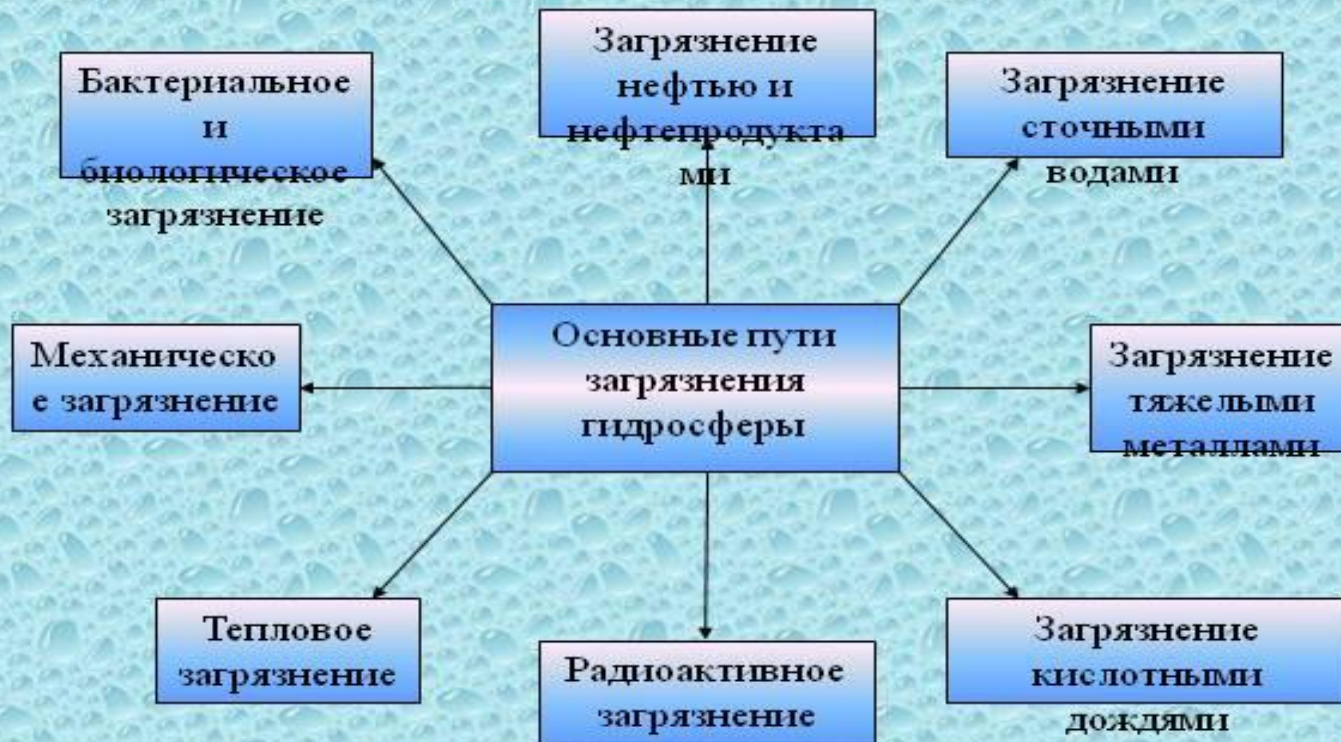 Загрязнение
нефтью и
нефтепродукта
ми
Бактериальное
и
биологическое
загрязнение
Загрязнение
сточными
водами
Механическо
е загрязнение
Основные пути
загрязнения
гидросферы
Загрязнение
тяжелыми
металлами
Тепловое
загрязнение
Радиоактивное
загрязнение
Загрязнение
кислотными
дождями